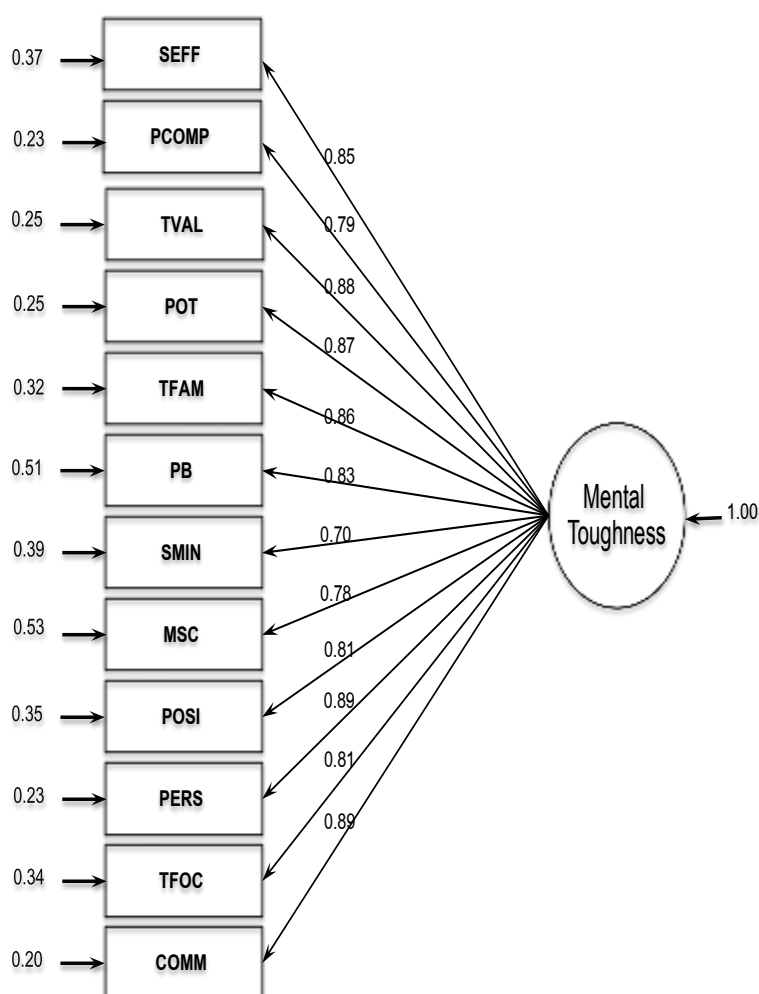 0.37 SEFF
0.85
0.23 PCOMP
0.79
0.25 TVAL
0.88
0.25 POT
0.87
0.32 TFAM
0.86
0.51 PB
0.83
Mental
Toughness
1.00
0.39 SMIN
0.70
0.53 MSC
0.78
0.35 POSI
0.81
0.23 PERS
0.89
0.34 TFOC
0.81
0.20 COMM
0.89